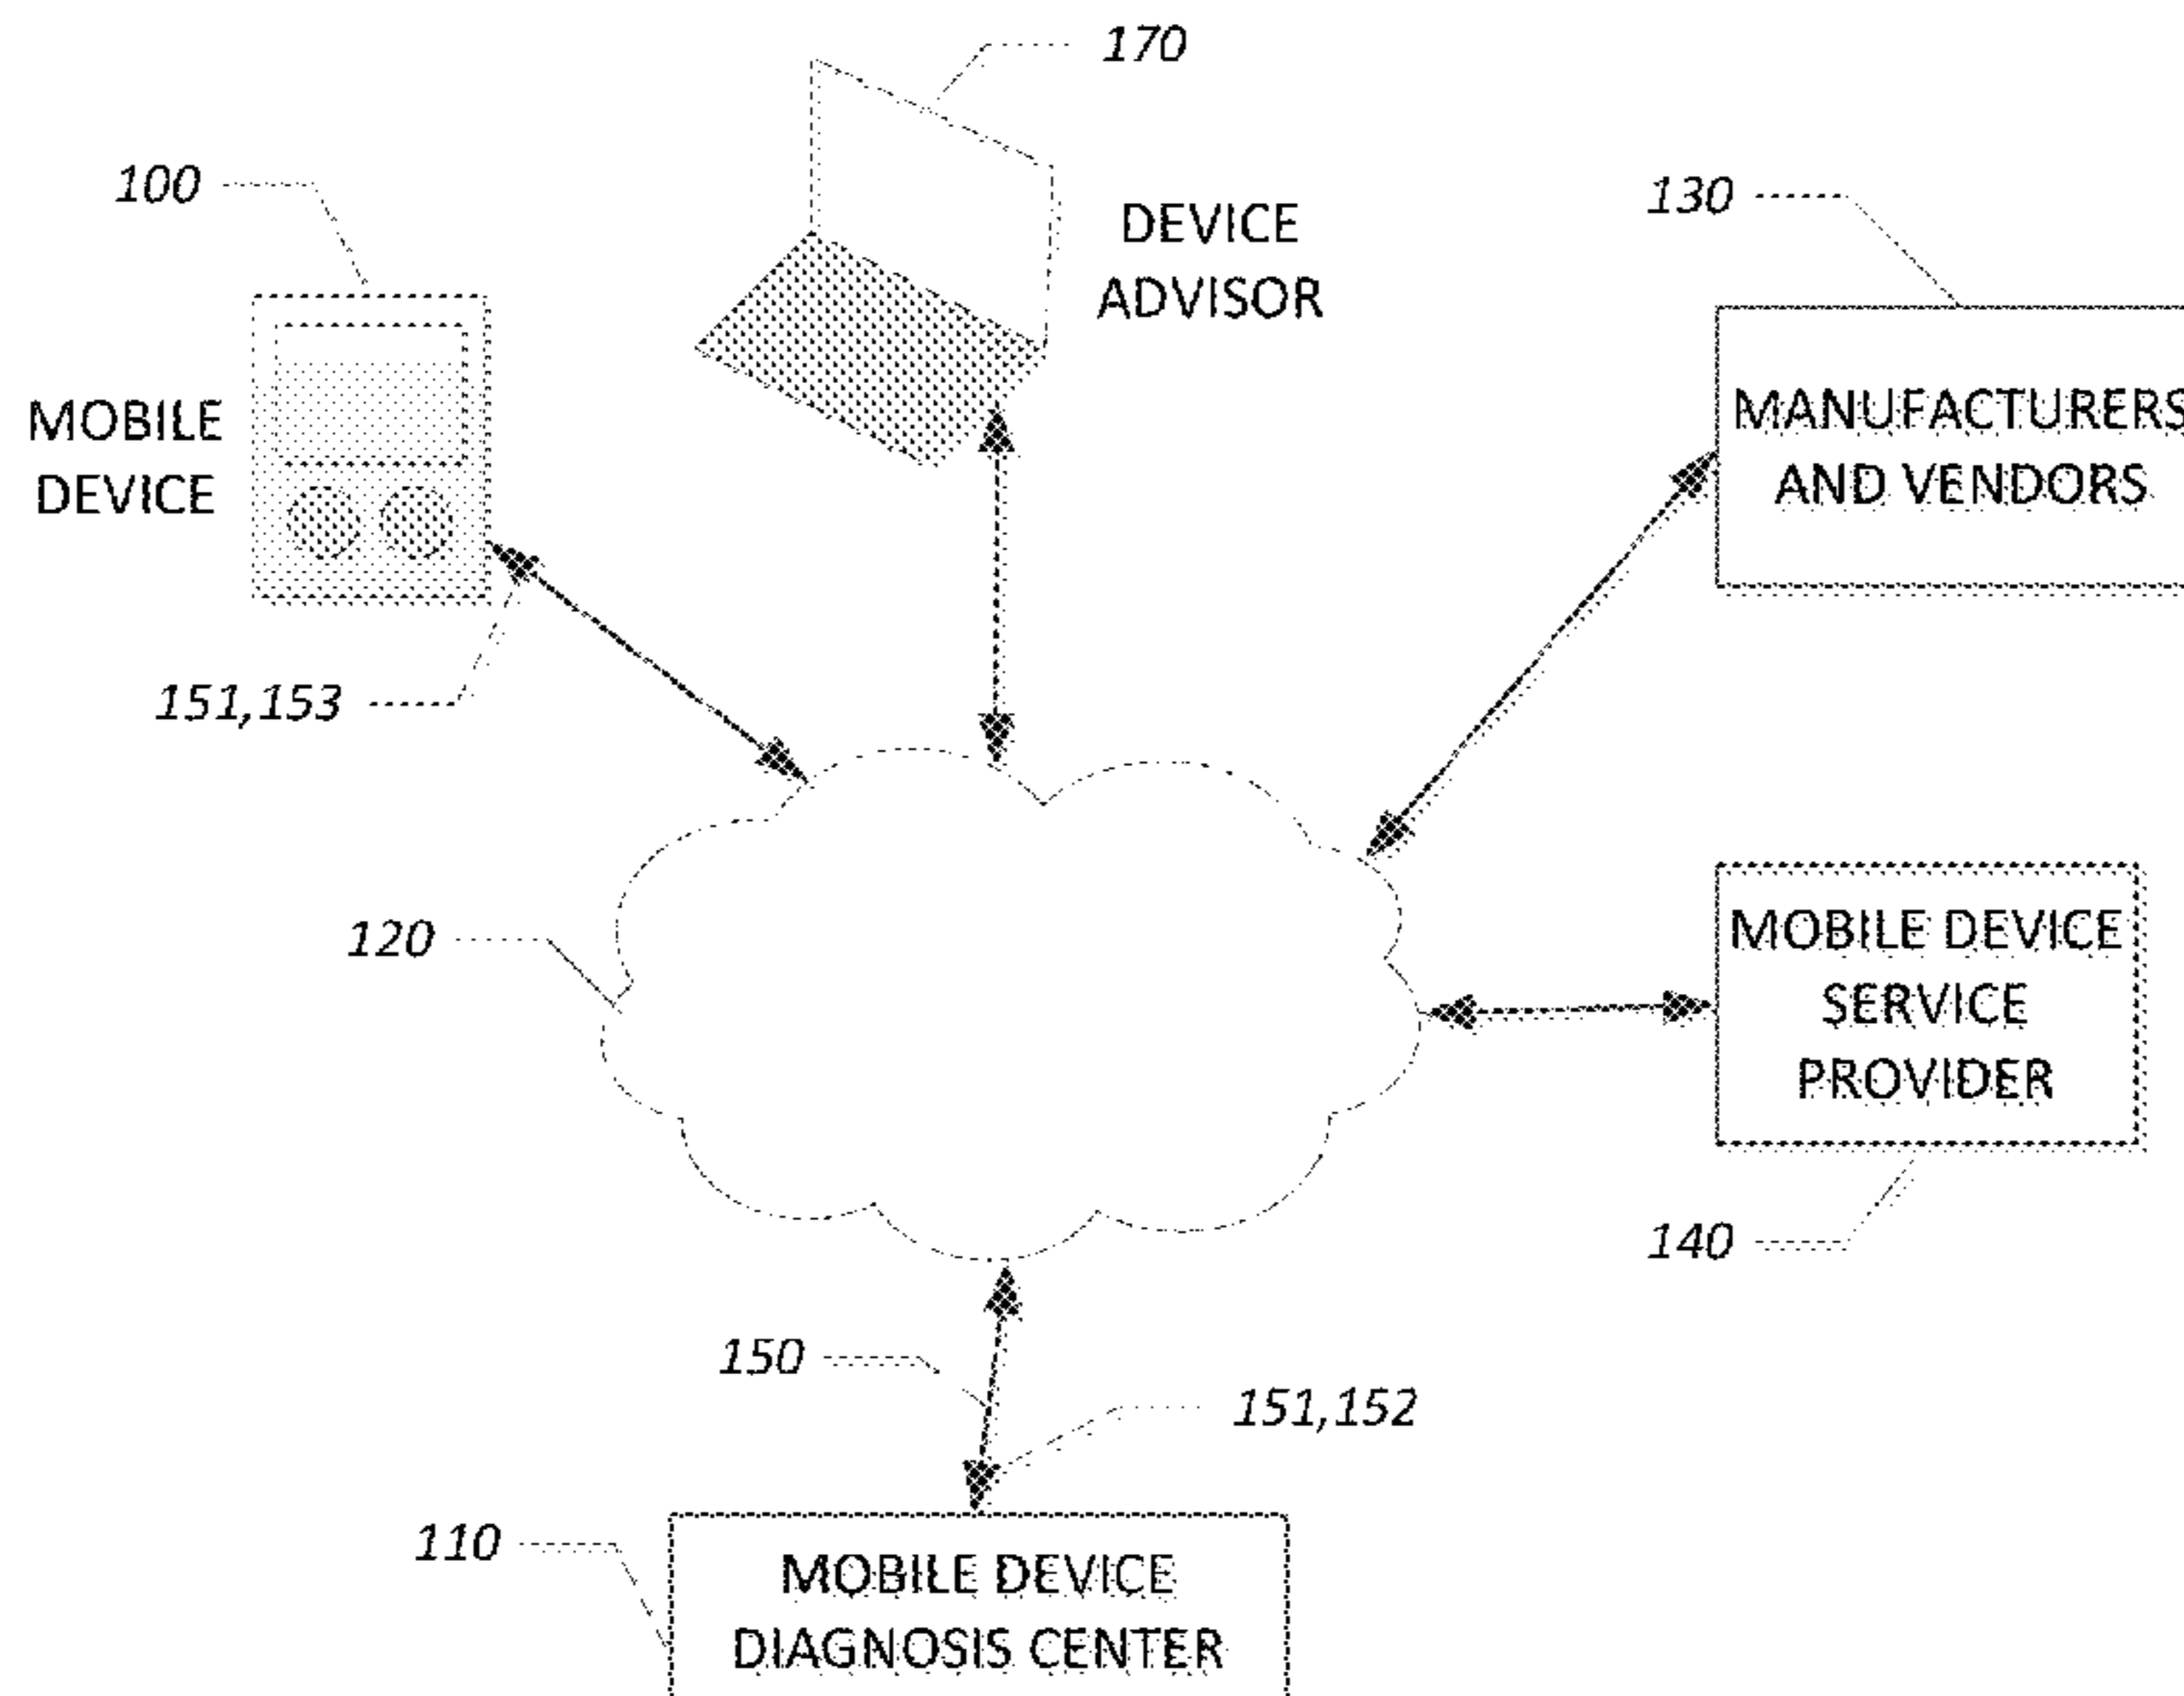 170
100
DEVICE
ADVISOR
130
MOBILE
DEVICE
MANUFACTURERS
AND VENDORS
151,153
120
MOBILE DEVICE
SERVICE
PROVIDER
140
150
151,152
110
MOBILE DEVICE
DIAGNOSIS CENTER